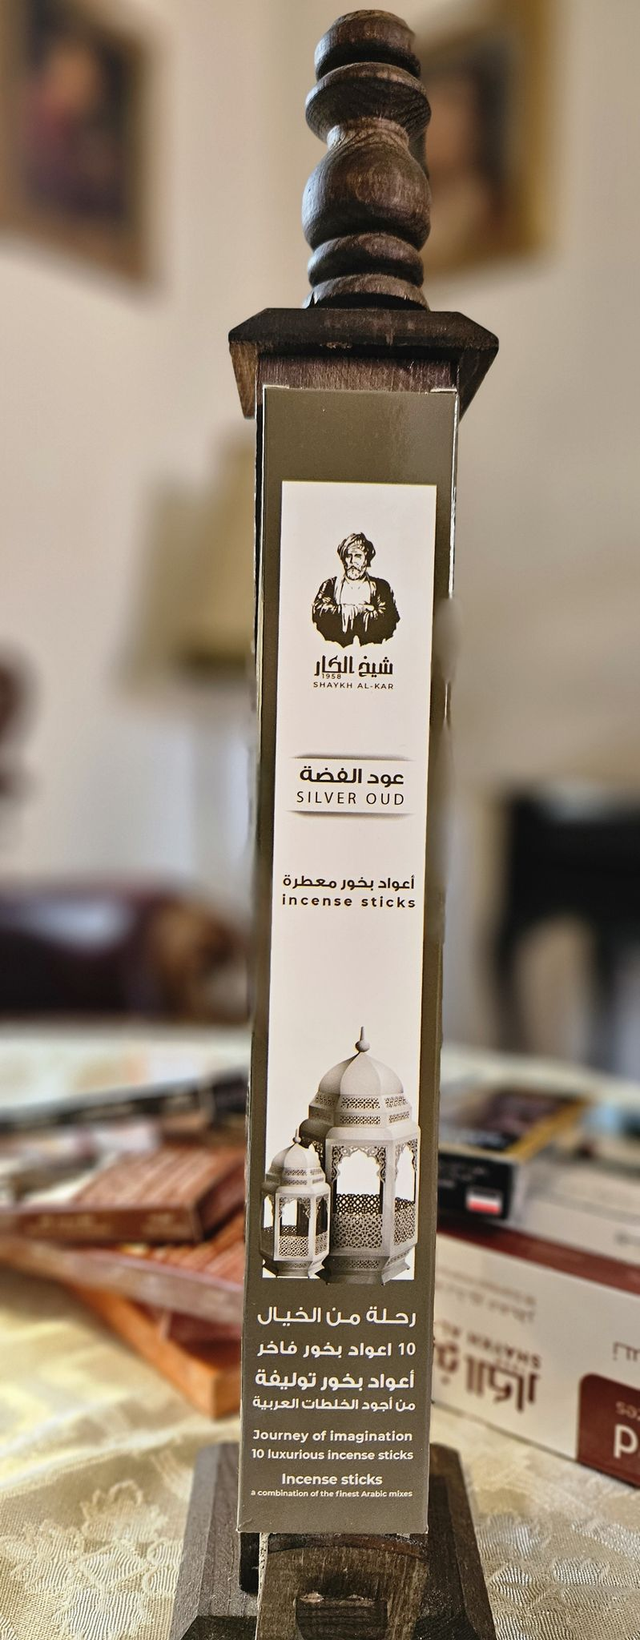 شيخ الكار
1958
SHAYKH AL-KAR
عود الفضة
SILVER OUD
أعواد بخور معطرة
incense sticks
رحلة من الخيال
10 اعواد بخور فاخر
أعواد بخور توليفة
من أجود الخلطات العربية
Journey of imagination
10 luxurious incense sticks
Incense sticks
a combination of the finest Arabic mixes